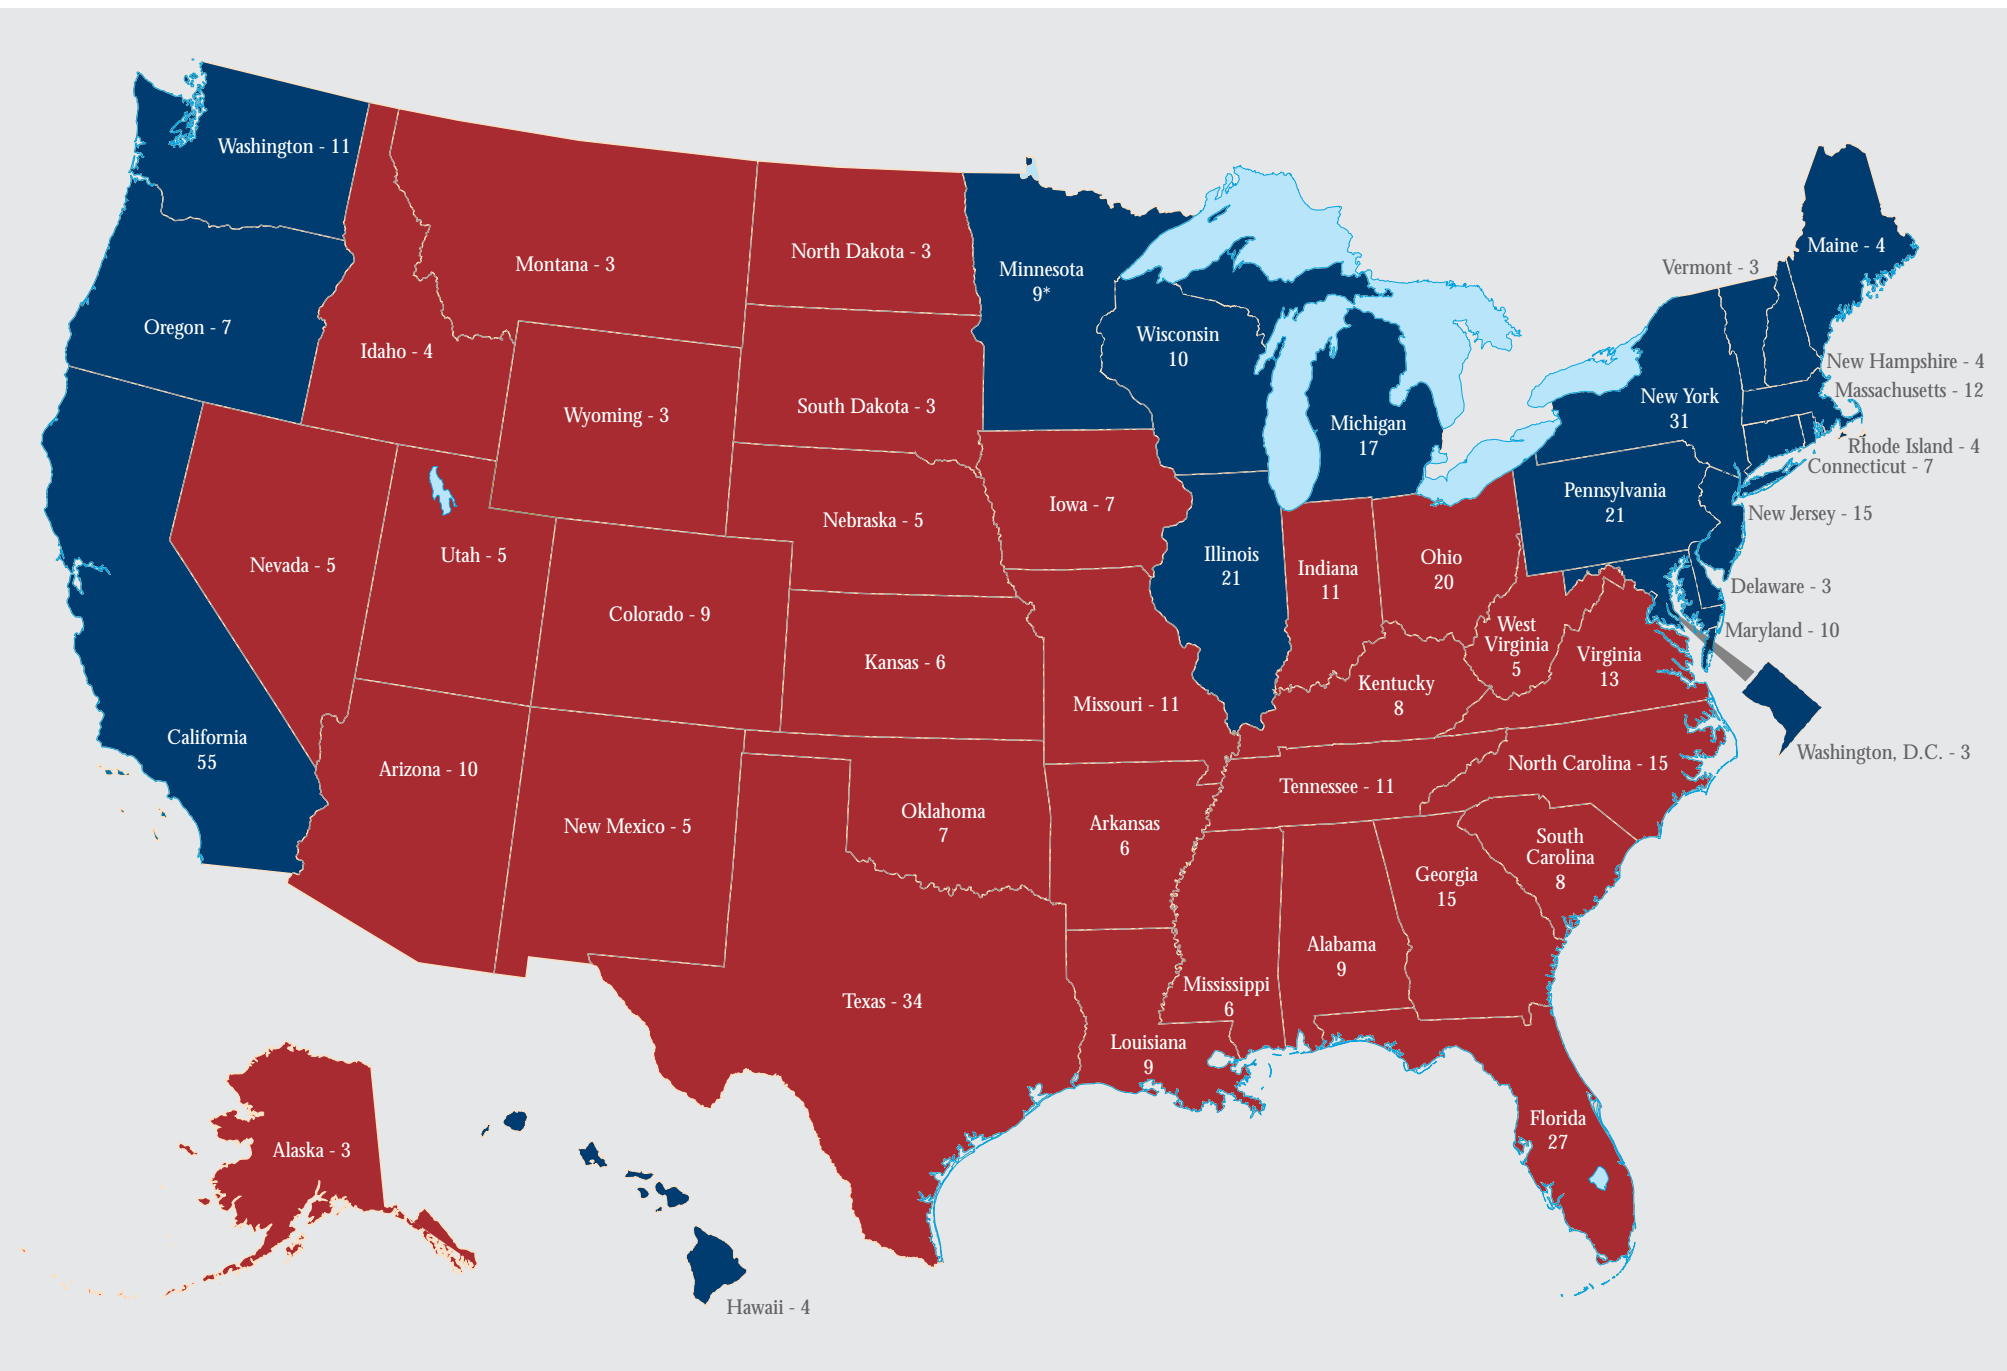 Washington - 11
Oregon - 7
California
55
Idaho - 4
Nevada - 5
Montana - 3
Wyoming - 3
Utah - 5
Arizona - 10
Colorado - 9
New Mexico - 5
North Dakota - 3
South Dakota - 3
Nebraska - 5
Kansas - 6
Oklahoma
7
Texas - 34
Minnesota
9*
Iowa - 7
Missouri - 11
Arkansas
6
Louisiana
9
Wisconsin
10
Illinois
21
Michigan
17
Indiana
11
Ohio
20
Kentucky
8
Tennessee - 11
Mississippi
6
Alabama
9
Georgia
15
Florida
27
South
Carolina
8
North Carolina - 15
Virginia
13
West
Virginia
5
Pennsylvania
21
New York
31
Vermont - 3
Maine - 4
New Hampshire - 4
Massachusetts - 12
Rhode Island - 4
Connecticut - 7
New Jersey - 15
Delaware - 3
Maryland - 10
Washington, D.C. - 3
Alaska - 3
Hawaii - 4